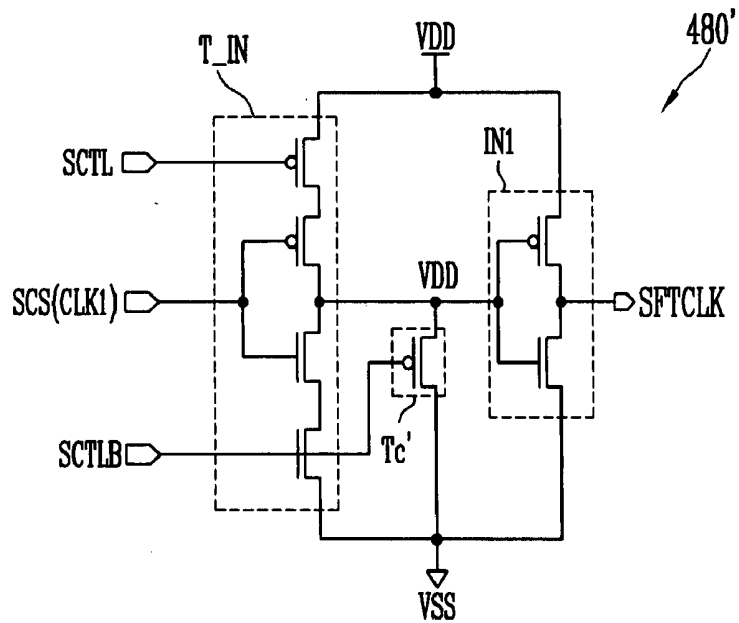 480'
VDD
T_IN
IN1
SCTL
VDD
SCS(CLK1)
SFTCLK
Tc'
SCTLB
VSS